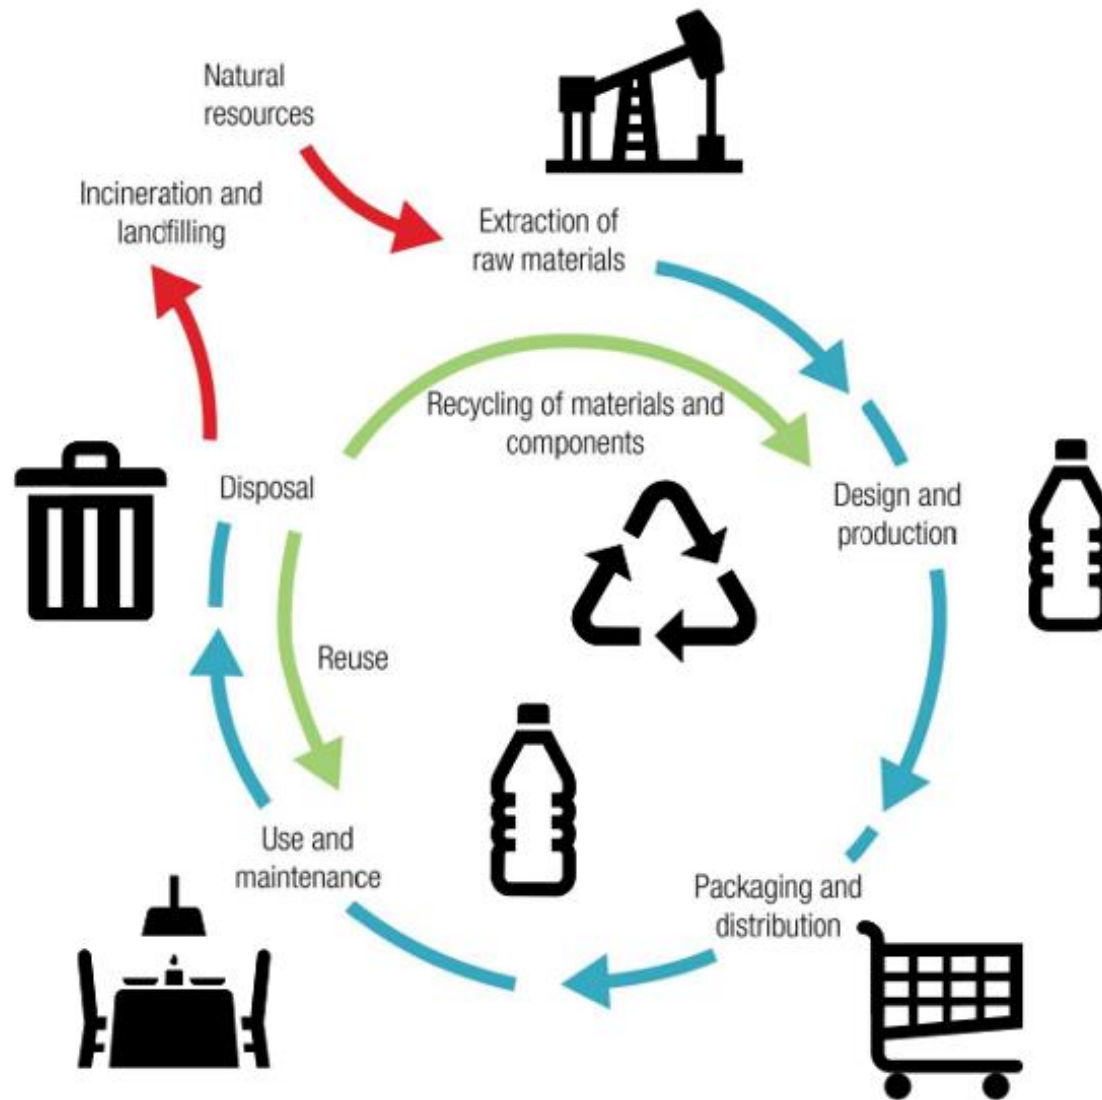 Natural
resources
Incineration and
landfilling
Extraction of
raw materials
Recycling of materials and
components
Disposal
Design and
production
Reuse
Use and
maintenance
Packaging and
distribution